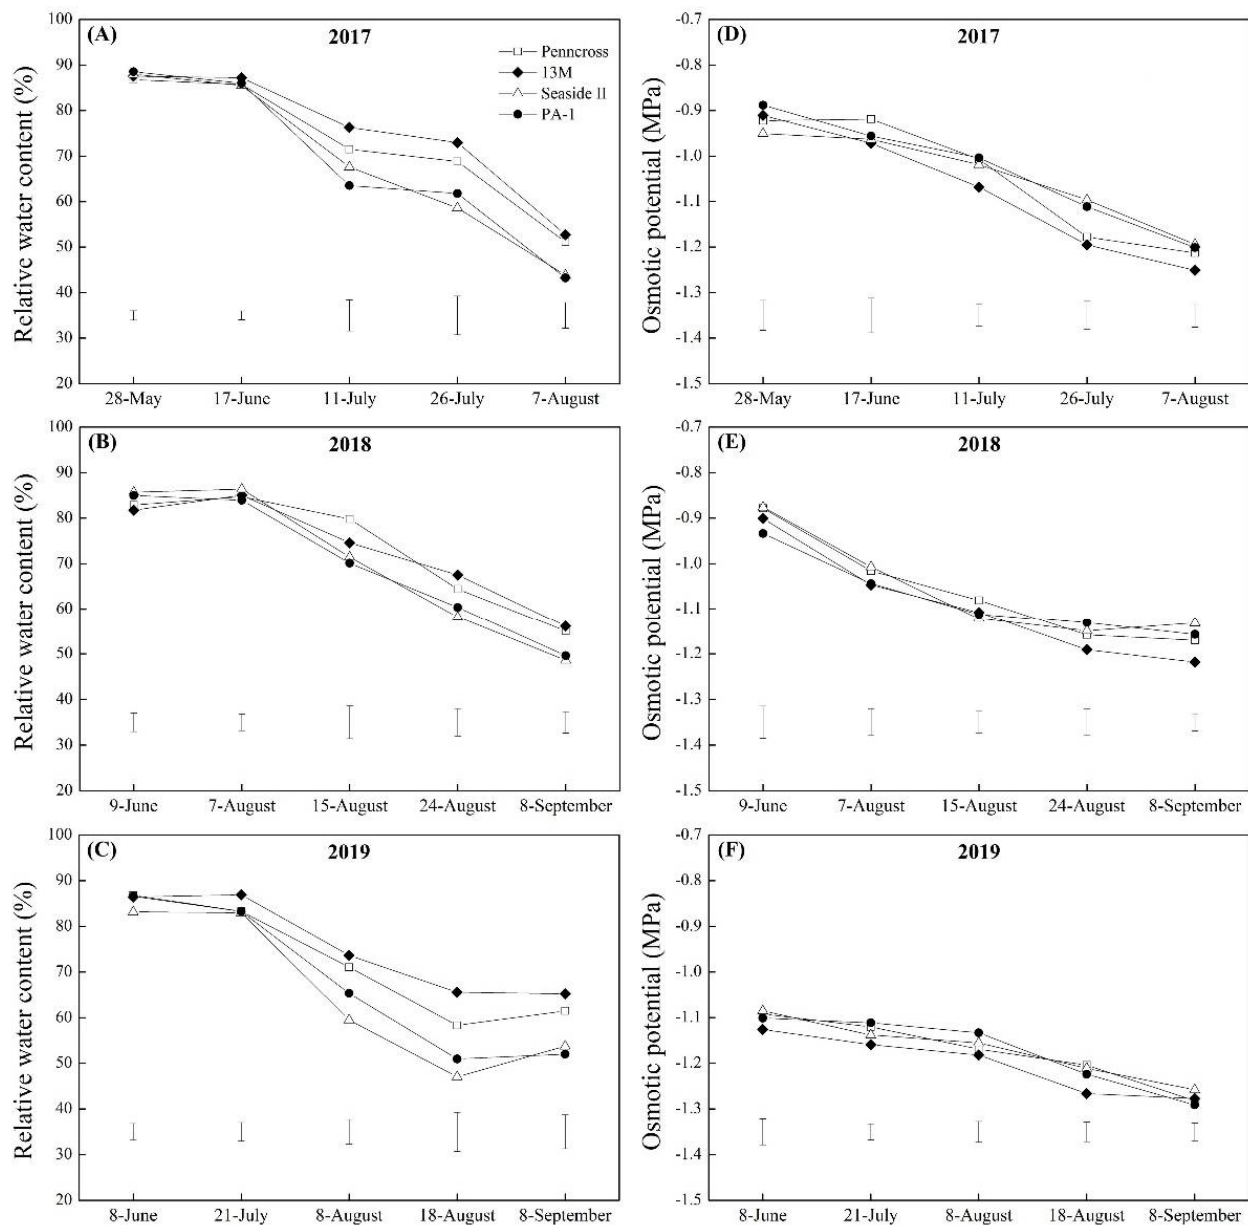 (A) 2017
Relative water content (%)
100
90
80
70
60
50
40
30
20
Penncross
13M
Seaside II
PA-1
28-May 17-June 11-July 26-July 7-August
(D) 2017
Osmotic potential (MPa)
-0.7
-0.8
-0.9
-1.0
-1.1
-1.2
-1.3
-1.4
-1.5
28-May 17-June 11-July 26-July 7-August
(B) 2018
Relative water content (%)
100
90
80
70
60
50
40
30
20
9-June 7-August 15-August 24-August 8-September
(E) 2018
Osmotic potential (MPa)
-0.7
-0.8
-0.9
-1.0
-1.1
-1.2
-1.3
-1.4
-1.5
9-June 7-August 15-August 24-August 8-September
(C) 2019
Relative water content (%)
100
90
80
70
60
50
40
30
20
8-June 21-July 8-August 18-August 8-September
(F) 2019
Osmotic potential (MPa)
-0.7
-0.8
-0.9
-1.0
-1.1
-1.2
-1.3
-1.4
-1.5
8-June 21-July 8-August 18-August 8-September